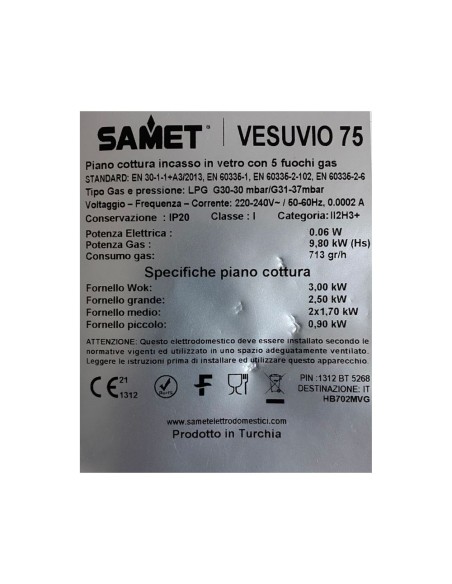 SAMET® VESUVIO 75
Piano cottura incasso in vetro con 5 fuochi gas
STANDARD: EN 30-1-1+A3/2013, EN 60335-1, EN 60335-2-102, EN 60335-2-6
Tipo Gas e pressione: LPG G30-30 mbar/G31-37mbar
Voltaggio – Frequenza – Corrente: 220-240V~ / 50-60Hz, 0.0002 A
Conservazione : IP20 Classe : I Categoria: II2H3+
Potenza Elettrica : 0.06 W
Potenza Gas : 9,80 kW (Hs)
Consumo gas: 713 gr/h
Specifiche piano cottura
Fornello Wok: 3,00 kW
Fornello grande: 2,50 kW
Fornello medio: 2x1,70 kW
Fornello piccolo: 0,90 kW
ATTENZIONE: Questo elettrodomestico deve essere installato secondo le
normative vigenti ed utilizzato in uno spazio adeguatamente ventilato.
Leggere le istruzioni prima di installare ed utilizzare questo apparecchio.
CE 21
1312
RoHS
PIN :1312 BT 5268
DESTINAZIONE: IT
HB702MVG
www.sametelettrodomestici.com
Prodotto in Turchia